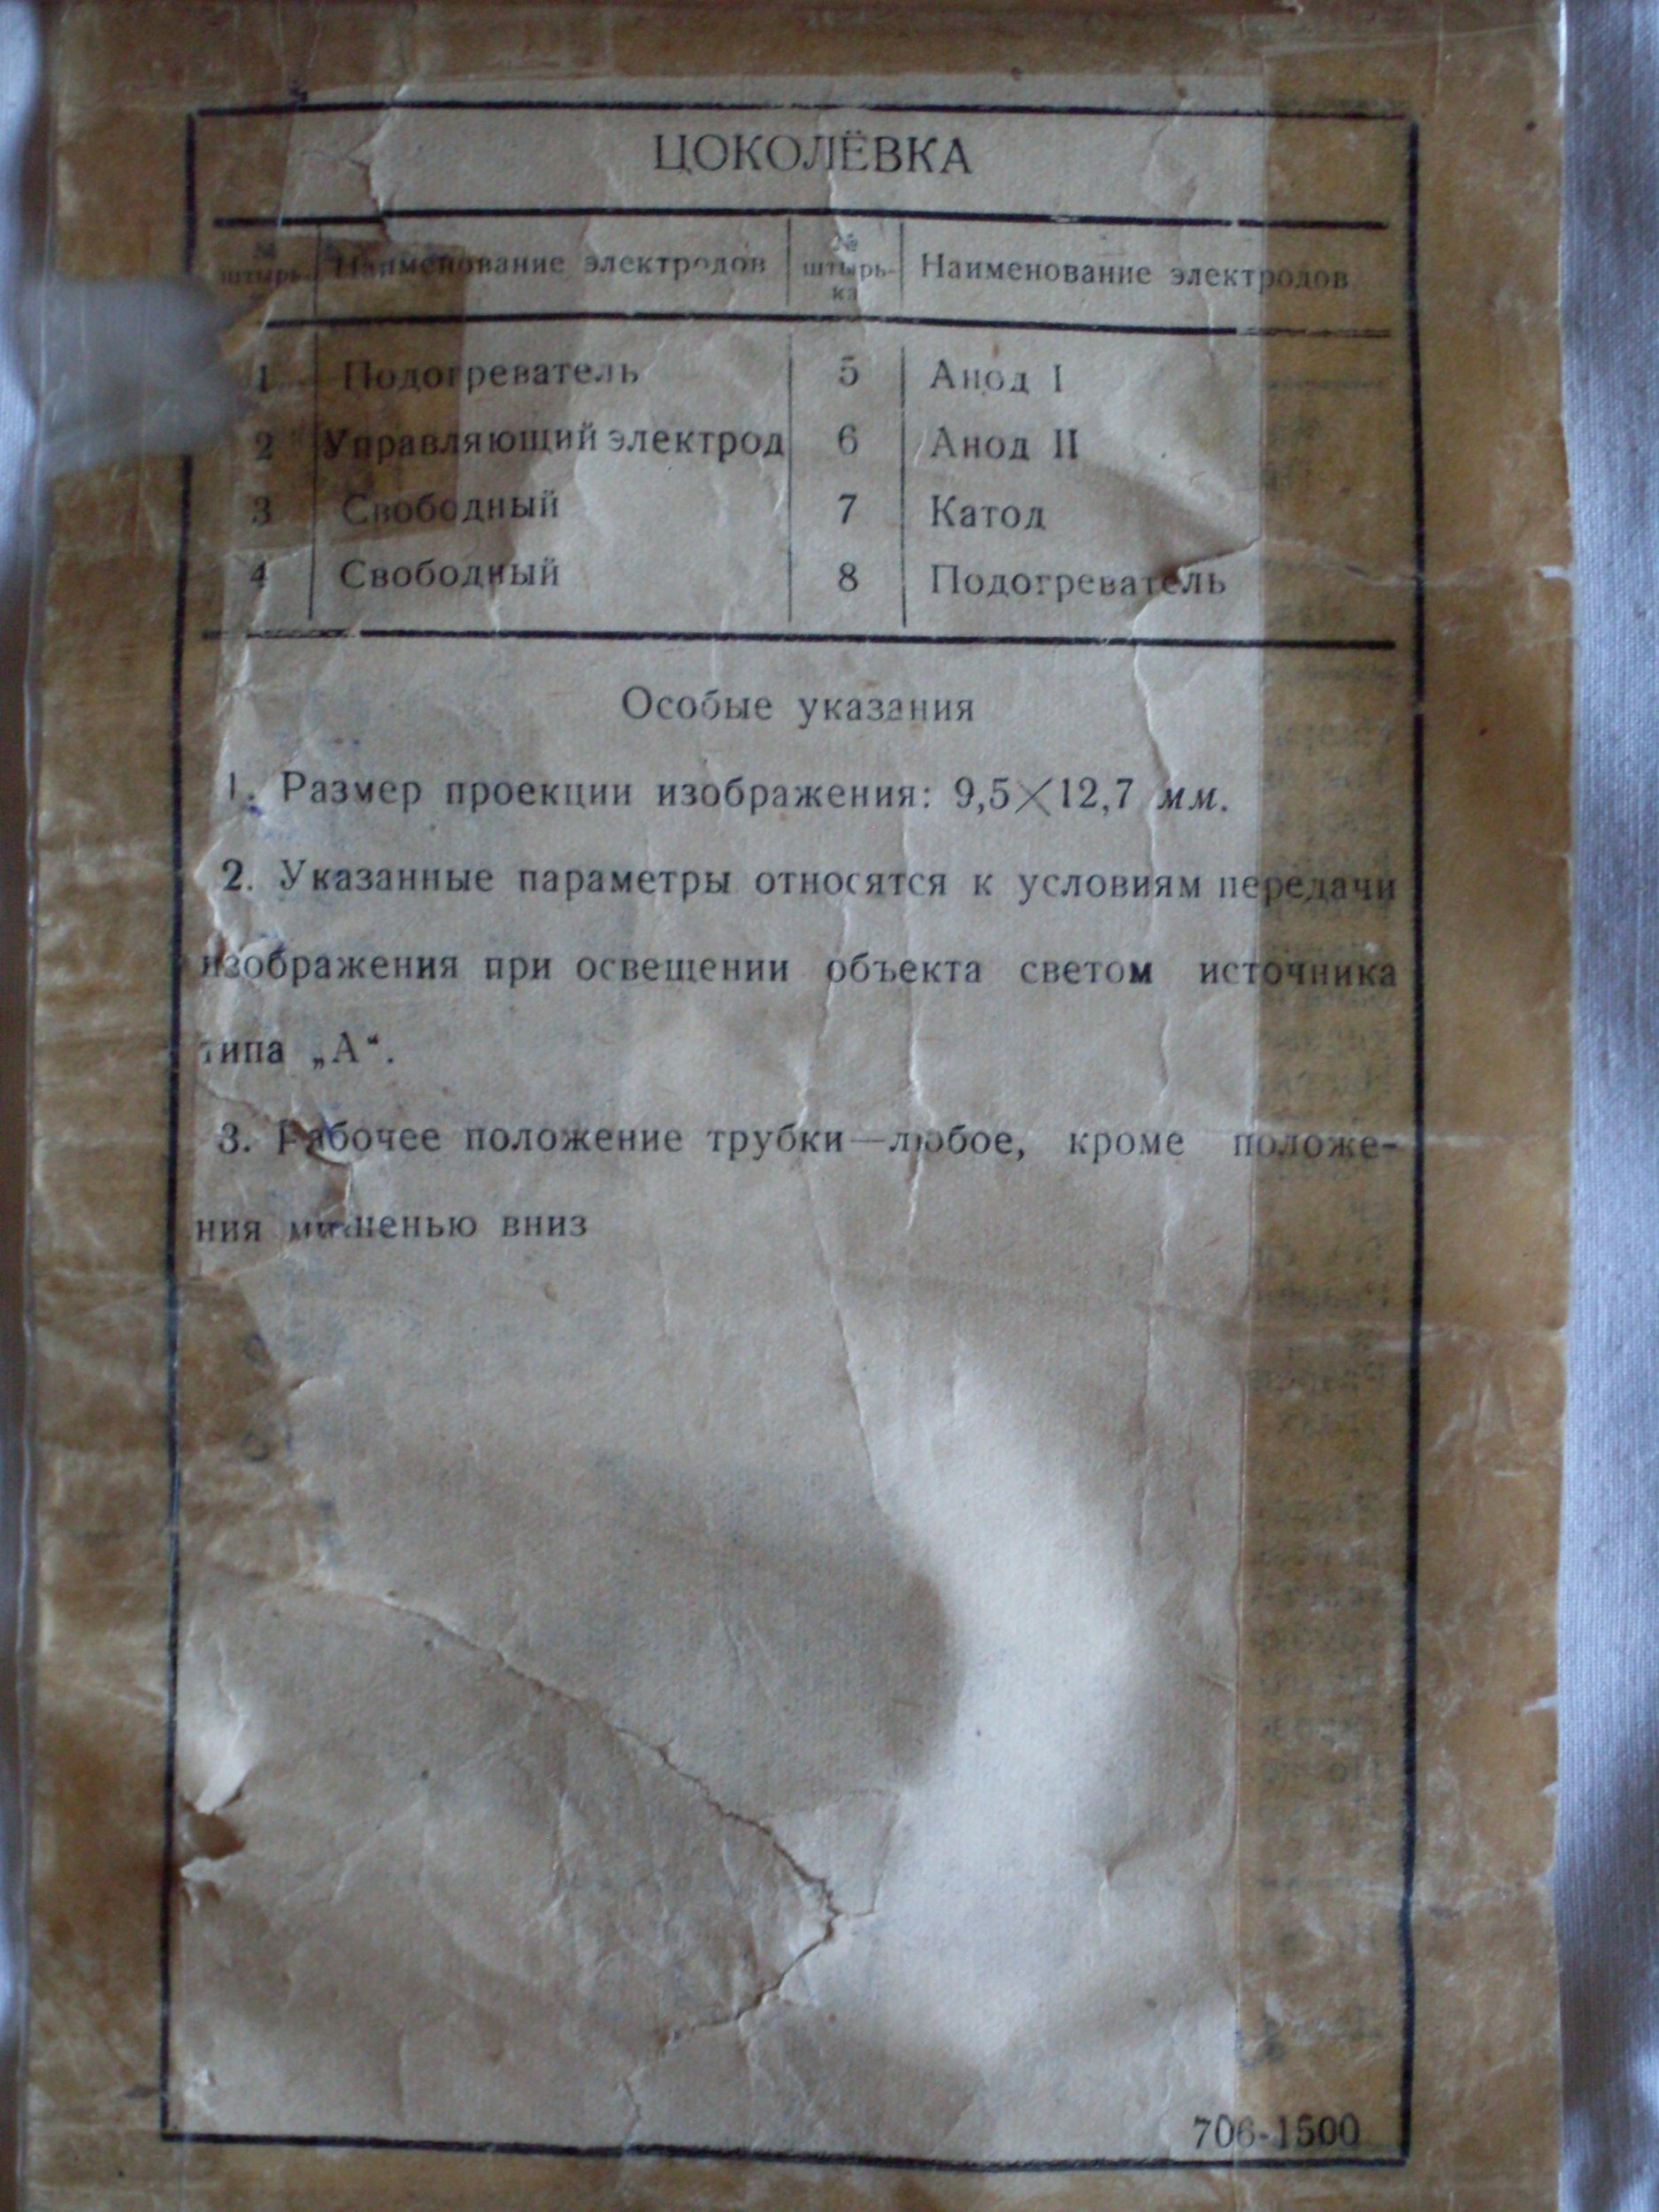 ЦОКОЛЁВКА
№ штырь- Наименование электродов № штырь-ка Наименование электродов
1 Подогреватель 5 Анод I
2 Управляющий электрод 6 Анод II
3 Свободный 7 Катод
4 Свободный 8 Подогреватель
Особые указания
1. Размер проекции изображения: 9,5×12,7 мм.
2. Указанные параметры относятся к условиям передачи
изображения при освещении объекта светом источника
типа „А“.
3. Рабочее положение трубки—любое, кроме положе-
ния мишенью вниз
706-1500